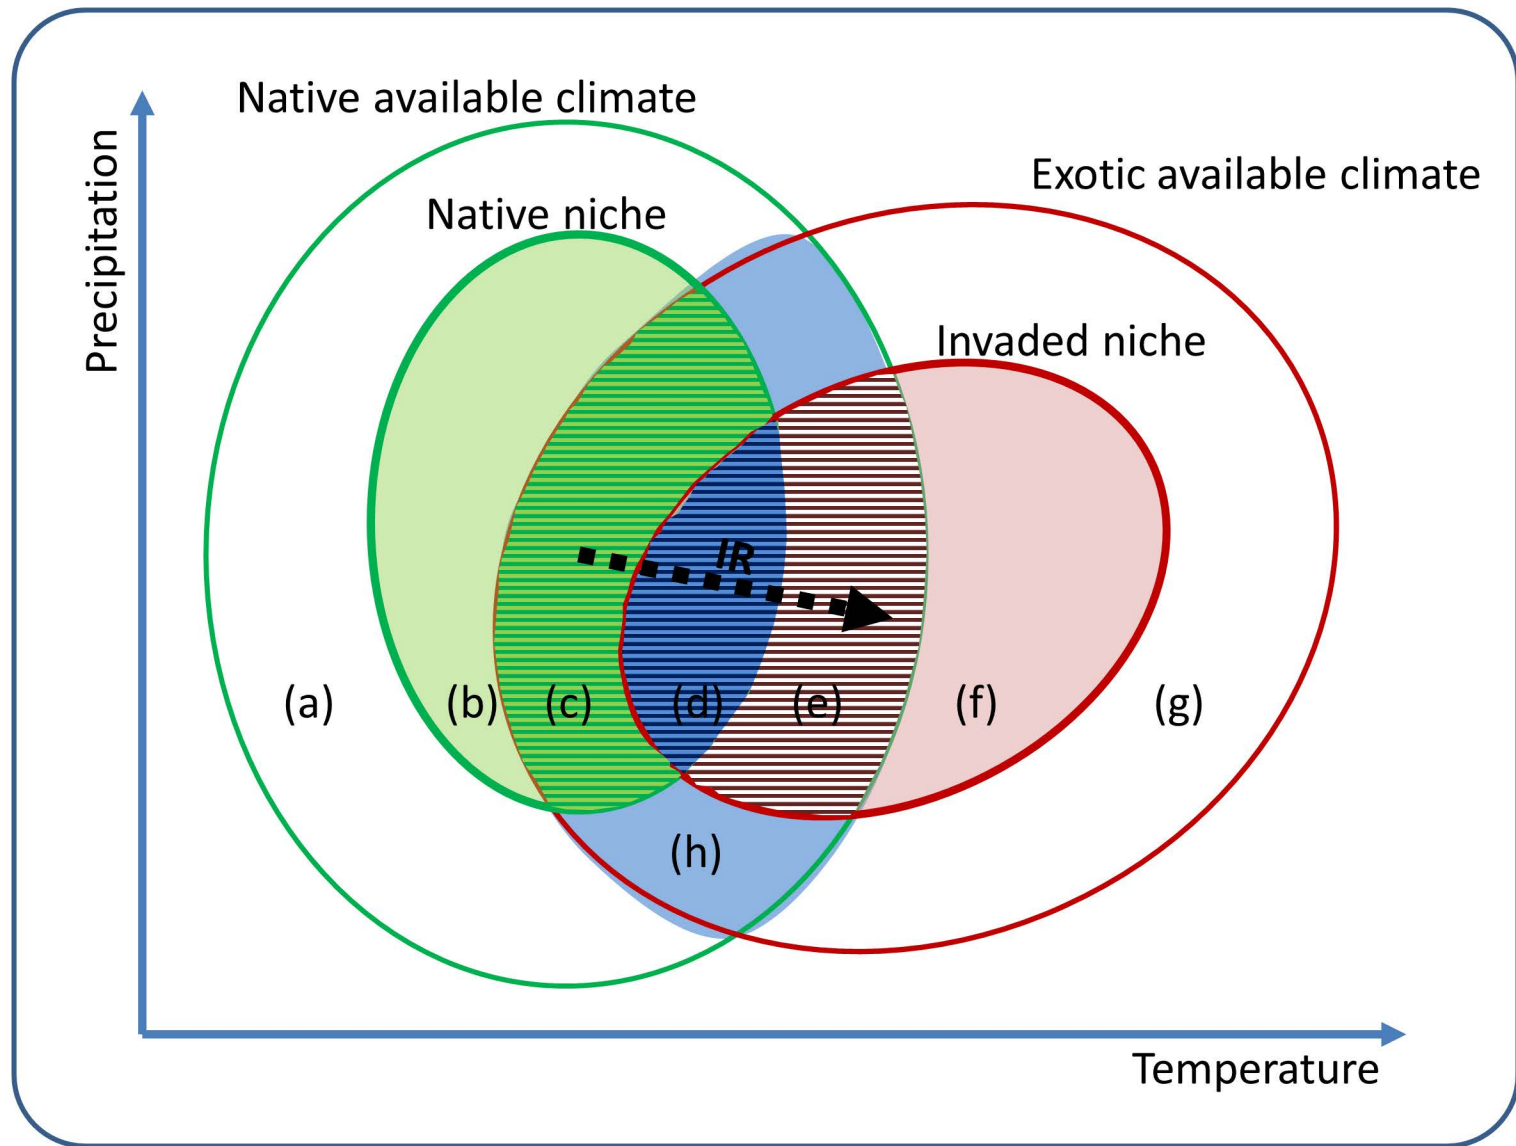 Native available climate
Exotic available climate
Precipitation
Native niche
Invaded niche
IR
(a)
(b)
(c)
(d)
(e)
(f)
(g)
(h)
Temperature